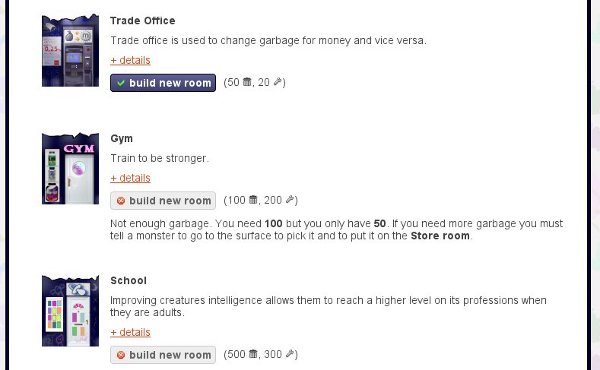 Trade Office
Trade office is used to change garbage for money and vice versa.
+ details
build new room (50 , 20 )
GYM
Gym
Train to be stronger.
+ details
build new room (100 , 200 )
Not enough garbage. You need 100 but you only have 50. If you need more garbage you must
tell a monster to go to the surface to pick it and to put it on the Store room.
School
Improving creatures intelligence allows them to reach a higher level on its professions when
they are adults.
+ details
build new room (500 , 300 )